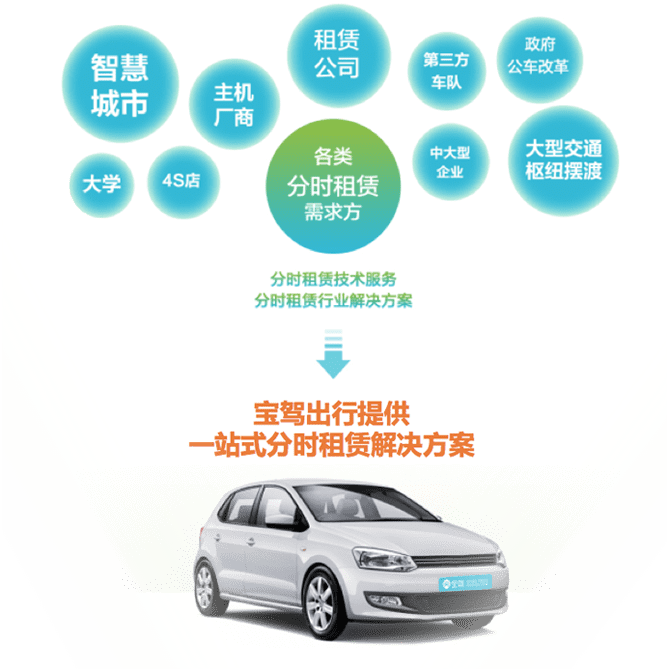 智慧
城市
主机
厂商
租赁
公司
第三方
车队
政府
公车改革
大学
4S店
各类
分时租赁
需求方
中大型
企业
大型交通
枢纽摆渡
分时租赁技术服务
分时租赁行业解决方案
宝驾出行提供
一站式分时租赁解决方案